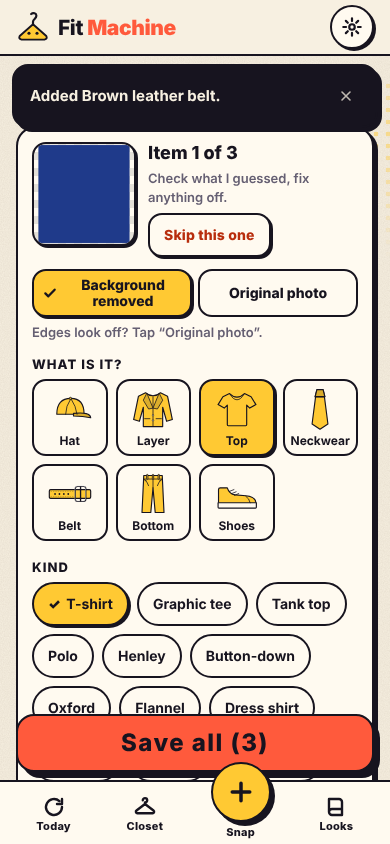 Fit Machine
Added Brown leather belt.
Item 1 of 3
Check what I guessed, fix
anything off.
Skip this one
Background
removed
Original photo
Edges look off? Tap “Original photo”.
WHAT IS IT?
Hat
Layer
Top
Neckwear
Belt
Bottom
Shoes
KIND
T-shirt
Graphic tee
Tank top
Polo
Henley
Button-down
Oxford
Flannel
Dress shirt
Save all (3)
Today
Closet
Snap
Looks